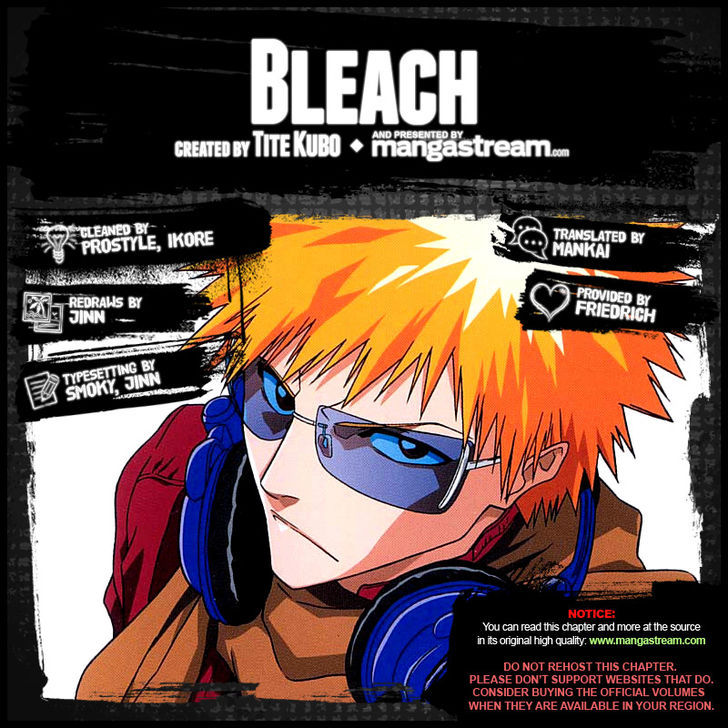 BLEACH
CREATED BY TITE KUBO ◆ AND PRESENTED BY mangastream.com
CLEANED BY
PROSTYLE, IKORE
REDRAWS BY
JINN
TYPESETTING BY
SMOKY, JINN
TRANSLATED BY
MANKAI
PROVIDED BY
FRIEDRICH
NOTICE:
You can read this chapter and more at the source
in its original high quality: www.mangastream.com
DO NOT REHOST THIS CHAPTER.
PLEASE DON'T SUPPORT WEBSITES THAT DO.
CONSIDER BUYING THE OFFICIAL VOLUMES
WHEN THEY ARE AVAILABLE IN YOUR REGION.